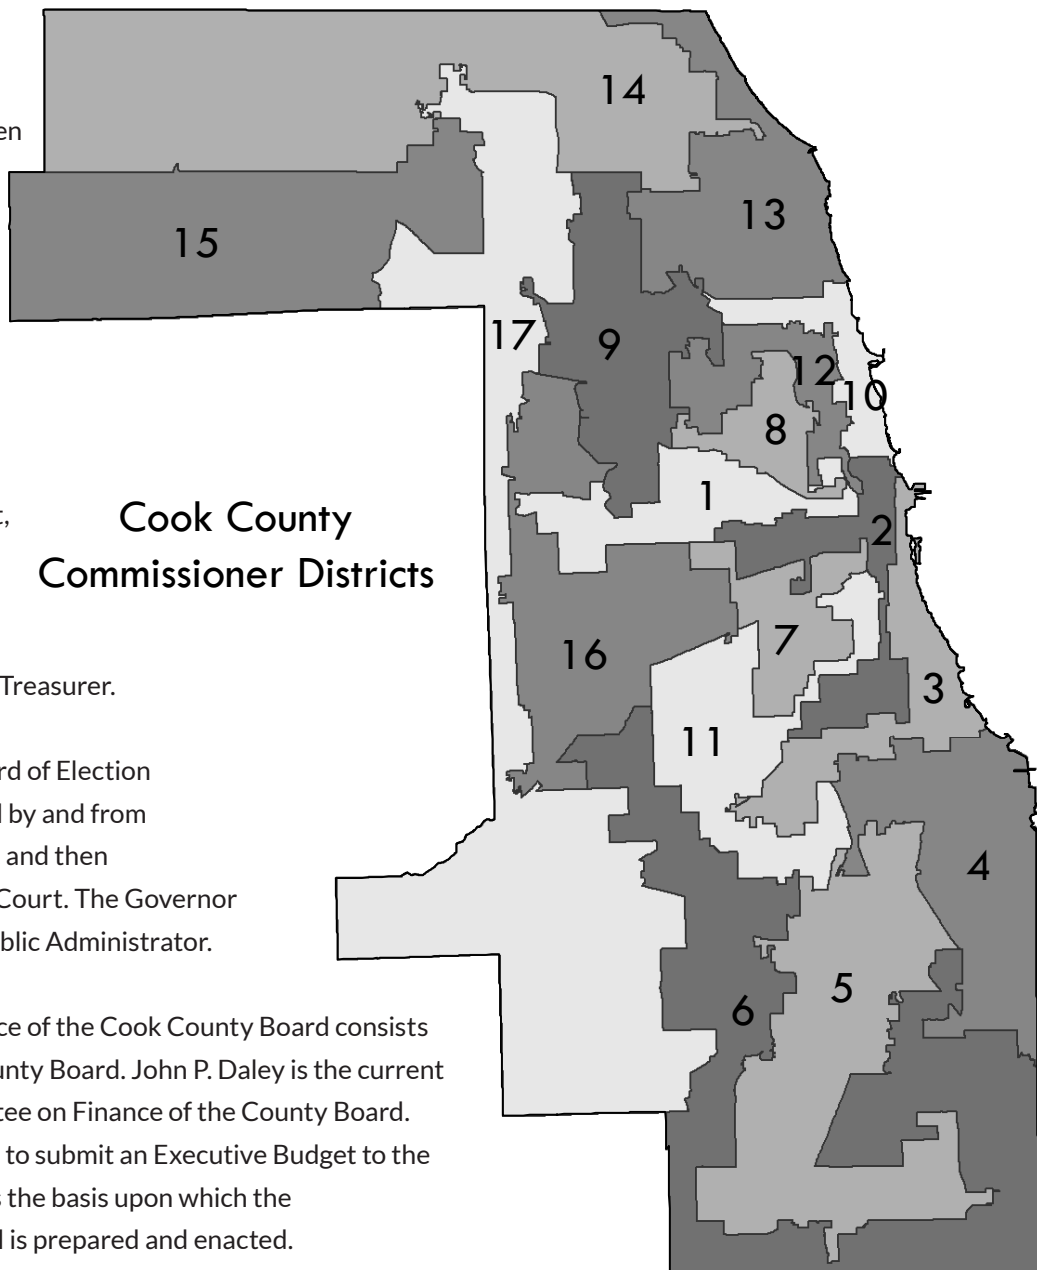 14
en
13
15
17
9
12
10
8
1
2
Cook County
Commissioner Districts
7
16
3
Treasurer.
11
rd of Election
l by and from
and then
4
Court. The Governor
blic Administrator.
5
6
ce of the Cook County Board consists
unty Board. John P. Daley is the current
tee on Finance of the County Board.
to submit an Executive Budget to the
s the basis upon which the
l is prepared and enacted.